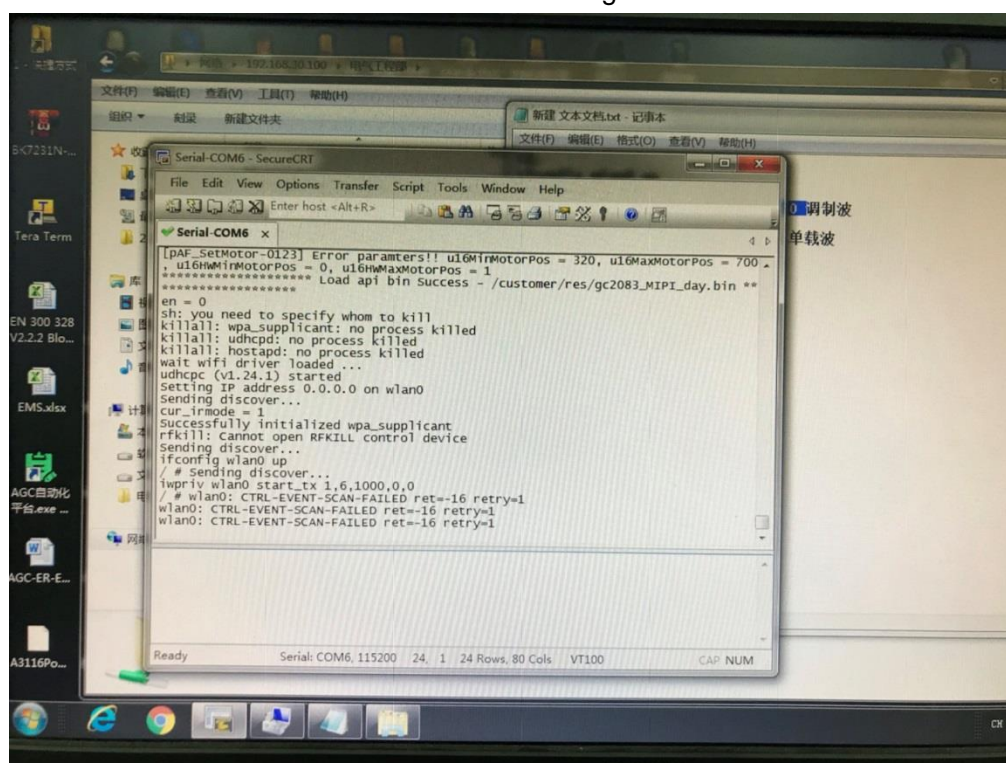 192.168.10.100
文件(F) 编辑(E) 查看(V) 工具(T) 帮助(H)
组织 刻录 新建文件夹
新建 文本文档.txt - 记事本
文件(F) 编辑(E) 格式(O) 查看(V) 帮助(H)
0 调制波
单载波
BK7231N-...
Tera Term
EN 300 328
V2.2.2 Blo...
EMS.xlsx
AGC自动化
平台.exe ...
AGC-ER-E...
A3116Po...
库
Serial-COM6 - SecureCRT
File Edit View Options Transfer Script Tools Window Help
Enter host <Alt+R>
Serial-COM6
[pAF_SetMotor-0123] Error paramters!! u16MinMotorPos = 320, u16MaxMotorPos = 700
, u16HWMinMotorPos = 0, u16HWMaxMotorPos = 1
******************* Load api bin Success - /customer/res/gc2083_MIPI_day.bin **
*****************
en = 0
sh: you need to specify whom to kill
killall: wpa_supplicant: no process killed
killall: udhcpd: no process killed
killall: hostapd: no process killed
wait wifi driver loaded ...
udhcpc (v1.24.1) started
Setting IP address 0.0.0.0 on wlan0
Sending discover...
cur_irmode = 1
Successfully initialized wpa_supplicant
rfkill: Cannot open RFKILL control device
Sending discover...
ifconfig wlan0 up
/ # Sending discover...
iwpriv wlan0 start_tx 1,6,1000,0,0
/ # wlan0: CTRL-EVENT-SCAN-FAILED ret=-16 retry=1
wlan0: CTRL-EVENT-SCAN-FAILED ret=-16 retry=1
wlan0: CTRL-EVENT-SCAN-FAILED ret=-16 retry=1
Ready Serial: COM6, 115200 24, 1 24 Rows, 80 Cols VT100 CAP NUM
CH